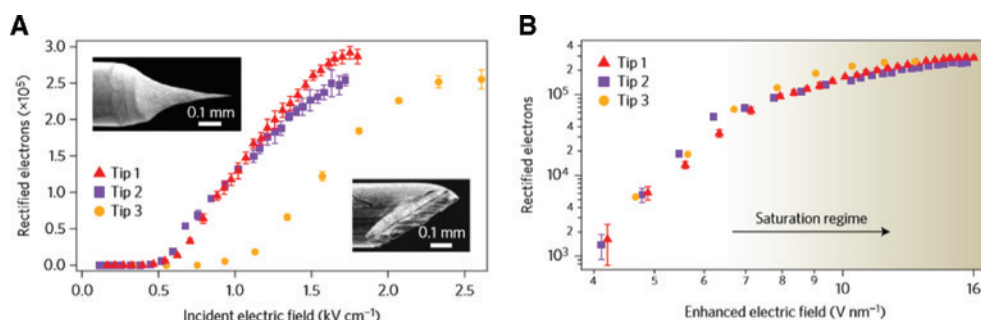 A
Rectified electrons (×10⁵)
3.0
2.5
2.0
1.5
1.0
0.5
0.0
0.1 mm
Tip 1
Tip 2
Tip 3
0.1 mm
0.0 0.5 1.0 1.5 2.0 2.5
Incident electric field (kV cm⁻¹)
B
Rectified electrons
4
2
10⁵
4
2
10⁴
4
2
10³
Tip 1
Tip 2
Tip 3
Saturation regime
4 5 6 7 8 9 10 16
Enhanced electric field (V nm⁻¹)